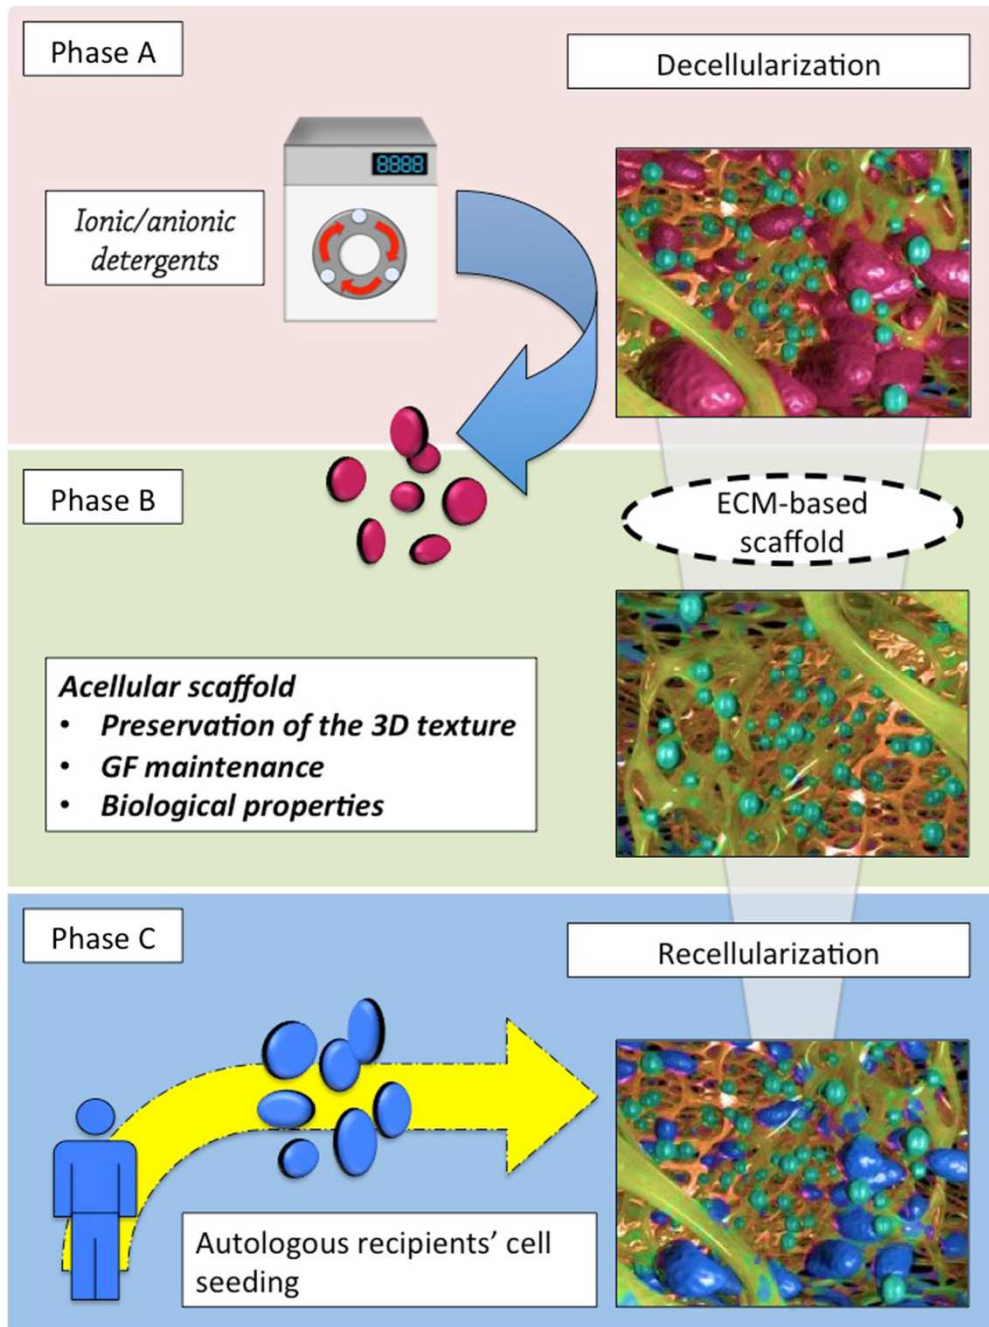 Phase A
Decellularization
8888
Ionic/anionic
detergents
Phase B
ECM-based
scaffold
Acellular scaffold
• Preservation of the 3D texture
• GF maintenance
• Biological properties
Phase C
Recellularization
Autologous recipients’ cell
seeding